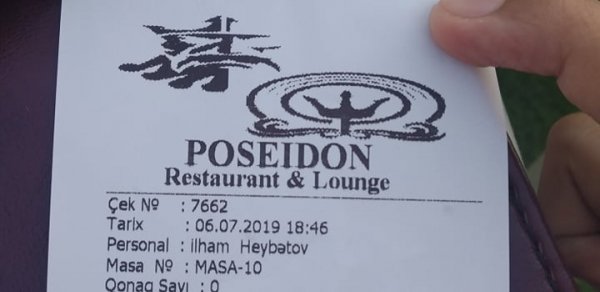 POSEIDON
Restaurant & Lounge
Çek № : 7662
Tarix : 06.07.2019 18:46
Personal : ilham Heybətov
Masa № : MASA-10
Qonaq Sayı : 0